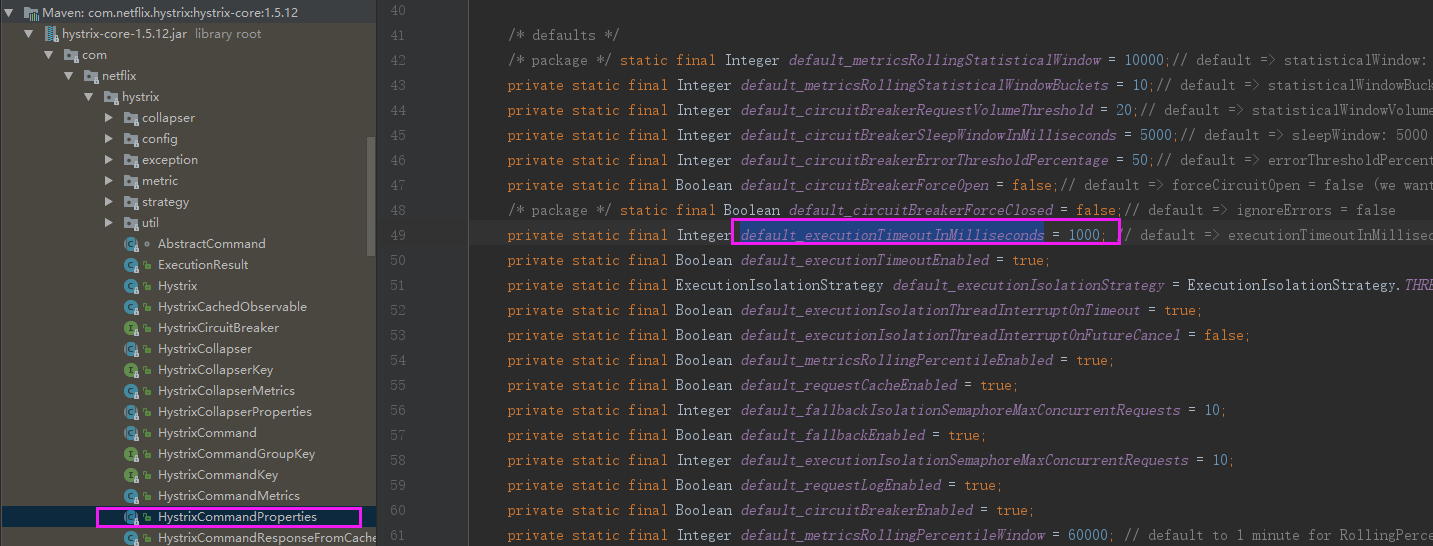 Maven: com.netflix.hystrix:hystrix-core:1.5.12
hystrix-core-1.5.12.jar library root
com
netflix
hystrix
collapser
config
exception
metric
strategy
util
AbstractCommand
ExecutionResult
Hystrix
HystrixCachedObservable
HystrixCircuitBreaker
HystrixCollapser
HystrixCollapserKey
HystrixCollapserMetrics
HystrixCollapserProperties
HystrixCommand
HystrixCommandGroupKey
HystrixCommandKey
HystrixCommandMetrics
HystrixCommandProperties
HystrixCommandResponseFromCache
40
41 /* defaults */
42 /* package */ static final Integer default_metricsRollingStatisticalWindow = 10000;// default => statisticalWindow:
43 private static final Integer default_metricsRollingStatisticalWindowBuckets = 10;// default => statisticalWindowBuck
44 private static final Integer default_circuitBreakerRequestVolumeThreshold = 20;// default => statisticalWindowVolume
45 private static final Integer default_circuitBreakerSleepWindowInMilliseconds = 5000;// default => sleepWindow: 5000
46 private static final Integer default_circuitBreakerErrorThresholdPercentage = 50;// default => errorThresholdPercent
47 private static final Boolean default_circuitBreakerForceOpen = false;// default => forceCircuitOpen = false (we want
48 /* package */ static final Boolean default_circuitBreakerForceClosed = false;// default => ignoreErrors = false
49 private static final Integer default_executionTimeoutInMilliseconds = 1000; // default => executionTimeoutInMillisec
50 private static final Boolean default_executionTimeoutEnabled = true;
51 private static final ExecutionIsolationStrategy default_executionIsolationStrategy = ExecutionIsolationStrategy.THRE
52 private static final Boolean default_executionIsolationThreadInterruptOnTimeout = true;
53 private static final Boolean default_executionIsolationThreadInterruptOnFutureCancel = false;
54 private static final Boolean default_metricsRollingPercentileEnabled = true;
55 private static final Boolean default_requestCacheEnabled = true;
56 private static final Integer default_fallbackIsolationSemaphoreMaxConcurrentRequests = 10;
57 private static final Boolean default_fallbackEnabled = true;
58 private static final Integer default_executionIsolationSemaphoreMaxConcurrentRequests = 10;
59 private static final Boolean default_requestLogEnabled = true;
60 private static final Boolean default_circuitBreakerEnabled = true;
61 private static final Integer default_metricsRollingPercentileWindow = 60000; // default to 1 minute for RollingPerce